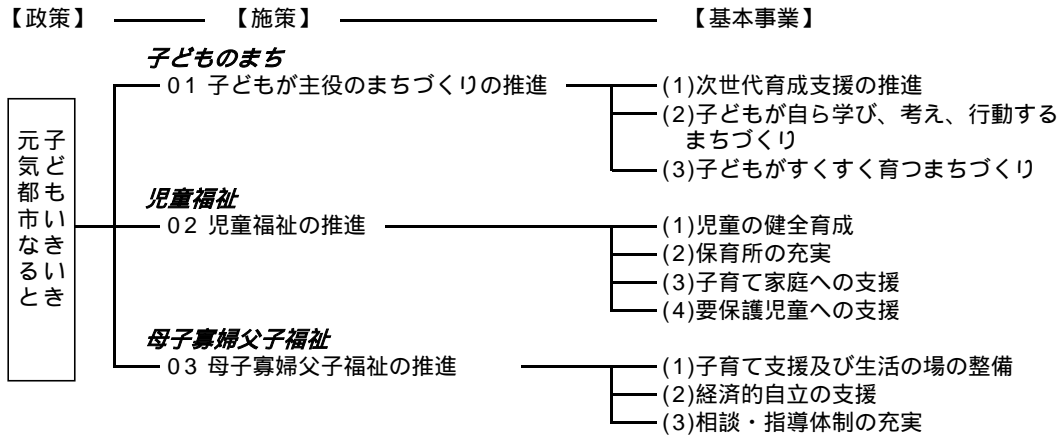 【政策】 【施策】 【基本事業】
子どものまち
01 子どもが主役のまちづくりの推進
(1)次世代育成支援の推進
(2)子どもが自ら学び、考え、行動する
まちづくり
(3)子どもがすくすく育つまちづくり
子どもいきいき
元気都市なると
児童福祉
02 児童福祉の推進
(1)児童の健全育成
(2)保育所の充実
(3)子育て家庭への支援
(4)要保護児童への支援
母子寡婦父子福祉
03 母子寡婦父子福祉の推進
(1)子育て支援及び生活の場の整備
(2)経済的自立の支援
(3)相談・指導体制の充実